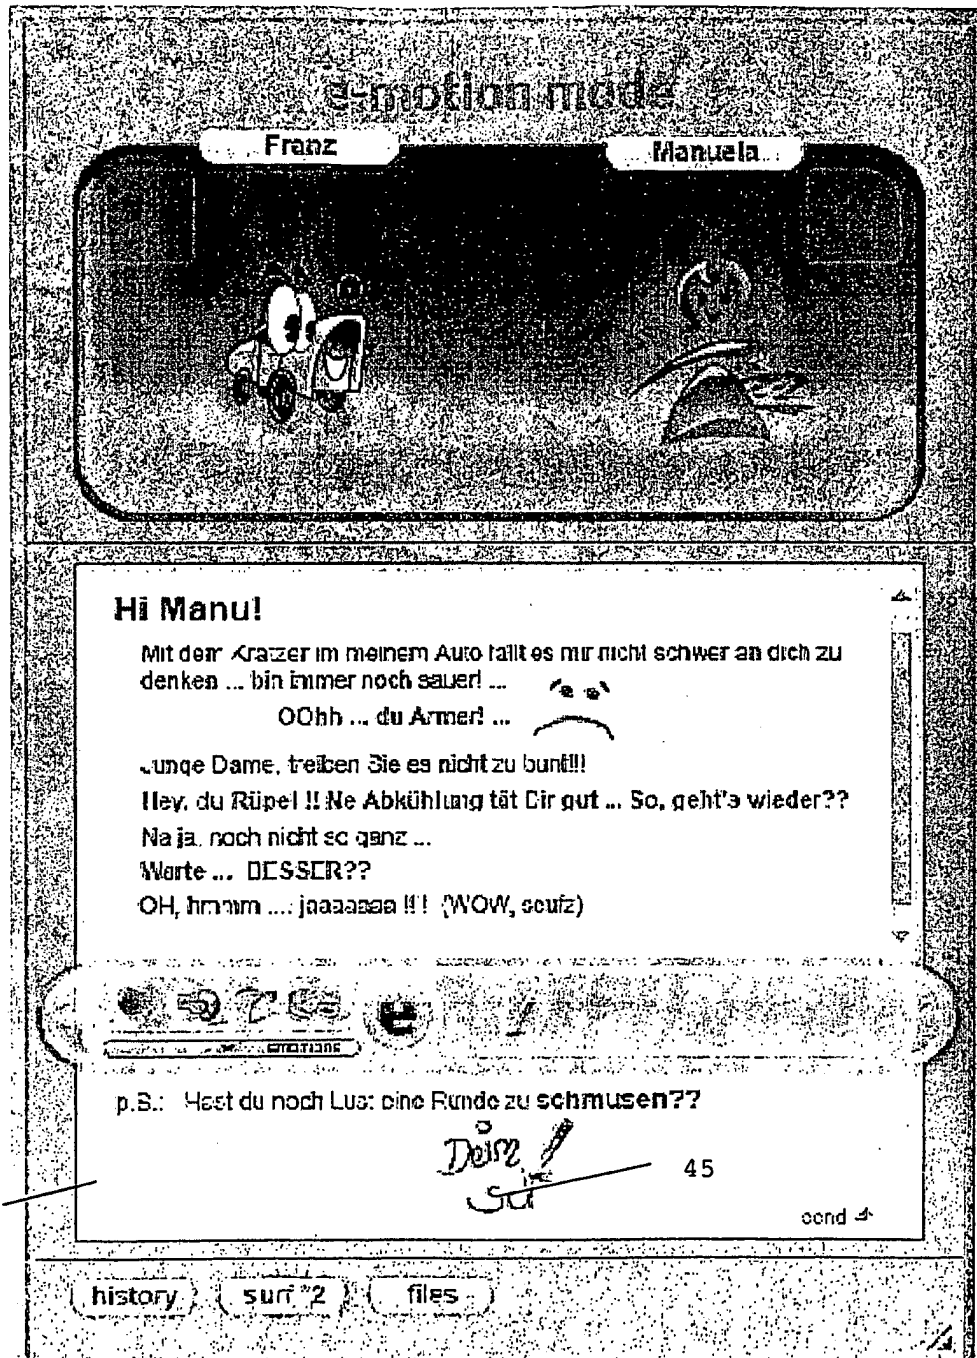 e-motion mode
Franz
Manuela
Hi Manu!
Mit dem Kratzer im meinem Auto fällt es mir nicht schwer an dich zu
denken ... bin immer noch sauer! ...
OOhh ... du Armer! ...
Junge Dame, treiben Sie es nicht zu bunt!!!
Hey, du Rüpel !! Ne Abkühlung tät Dir gut ... So, geht's wieder??
Na ja, noch nicht so ganz ...
Warte ... BESSER??
OH, hmmm .... jaaaaaaa !!! (WOW, seufz)
e
EMOTIONS
p.S.: Hast du noch Lust eine Runde zu schmusen??
Dein
45
send
history
surf *2
files